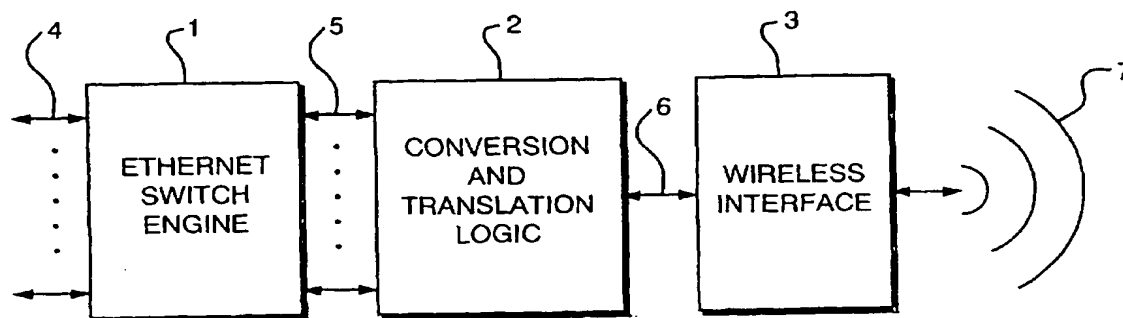 4
1
5
2
6
3
7
ETHERNET
SWITCH
ENGINE
CONVERSION
AND
TRANSLATION
LOGIC
WIRELESS
INTERFACE